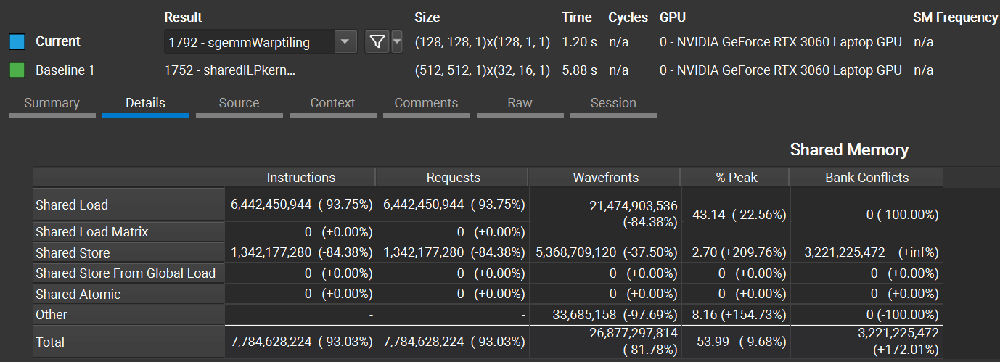 Result Size Time Cycles GPU SM Frequency
Current 1792 - sgemmWarptiling (128, 128, 1)x(128, 1, 1) 1.20 s n/a 0 - NVIDIA GeForce RTX 3060 Laptop GPU n/a
Baseline 1 1752 - sharedILPkern... (512, 512, 1)x(32, 16, 1) 5.88 s n/a 0 - NVIDIA GeForce RTX 3060 Laptop GPU n/a
Summary Details Source Context Comments Raw Session
Shared Memory
Instructions Requests Wavefronts % Peak Bank Conflicts
Shared Load 6,442,450,944 (-93.75%) 6,442,450,944 (-93.75%) 21,474,903,536 (-84.38%) 43.14 (-22.56%) 0 (-100.00%)
Shared Load Matrix 0 (+0.00%) 0 (+0.00%)
Shared Store 1,342,177,280 (-84.38%) 1,342,177,280 (-84.38%) 5,368,709,120 (-37.50%) 2.70 (+209.76%) 3,221,225,472 (+inf%)
Shared Store From Global Load 0 (+0.00%) 0 (+0.00%) 0 (+0.00%) 0 (+0.00%) 0 (+0.00%)
Shared Atomic 0 (+0.00%) 0 (+0.00%) 0 (+0.00%) 0 (+0.00%) 0 (+0.00%)
Other - - 33,685,158 (-97.69%) 8.16 (+154.73%) 0 (-100.00%)
Total 7,784,628,224 (-93.03%) 7,784,628,224 (-93.03%) 26,877,297,814 (-81.78%) 53.99 (-9.68%) 3,221,225,472 (+172.01%)